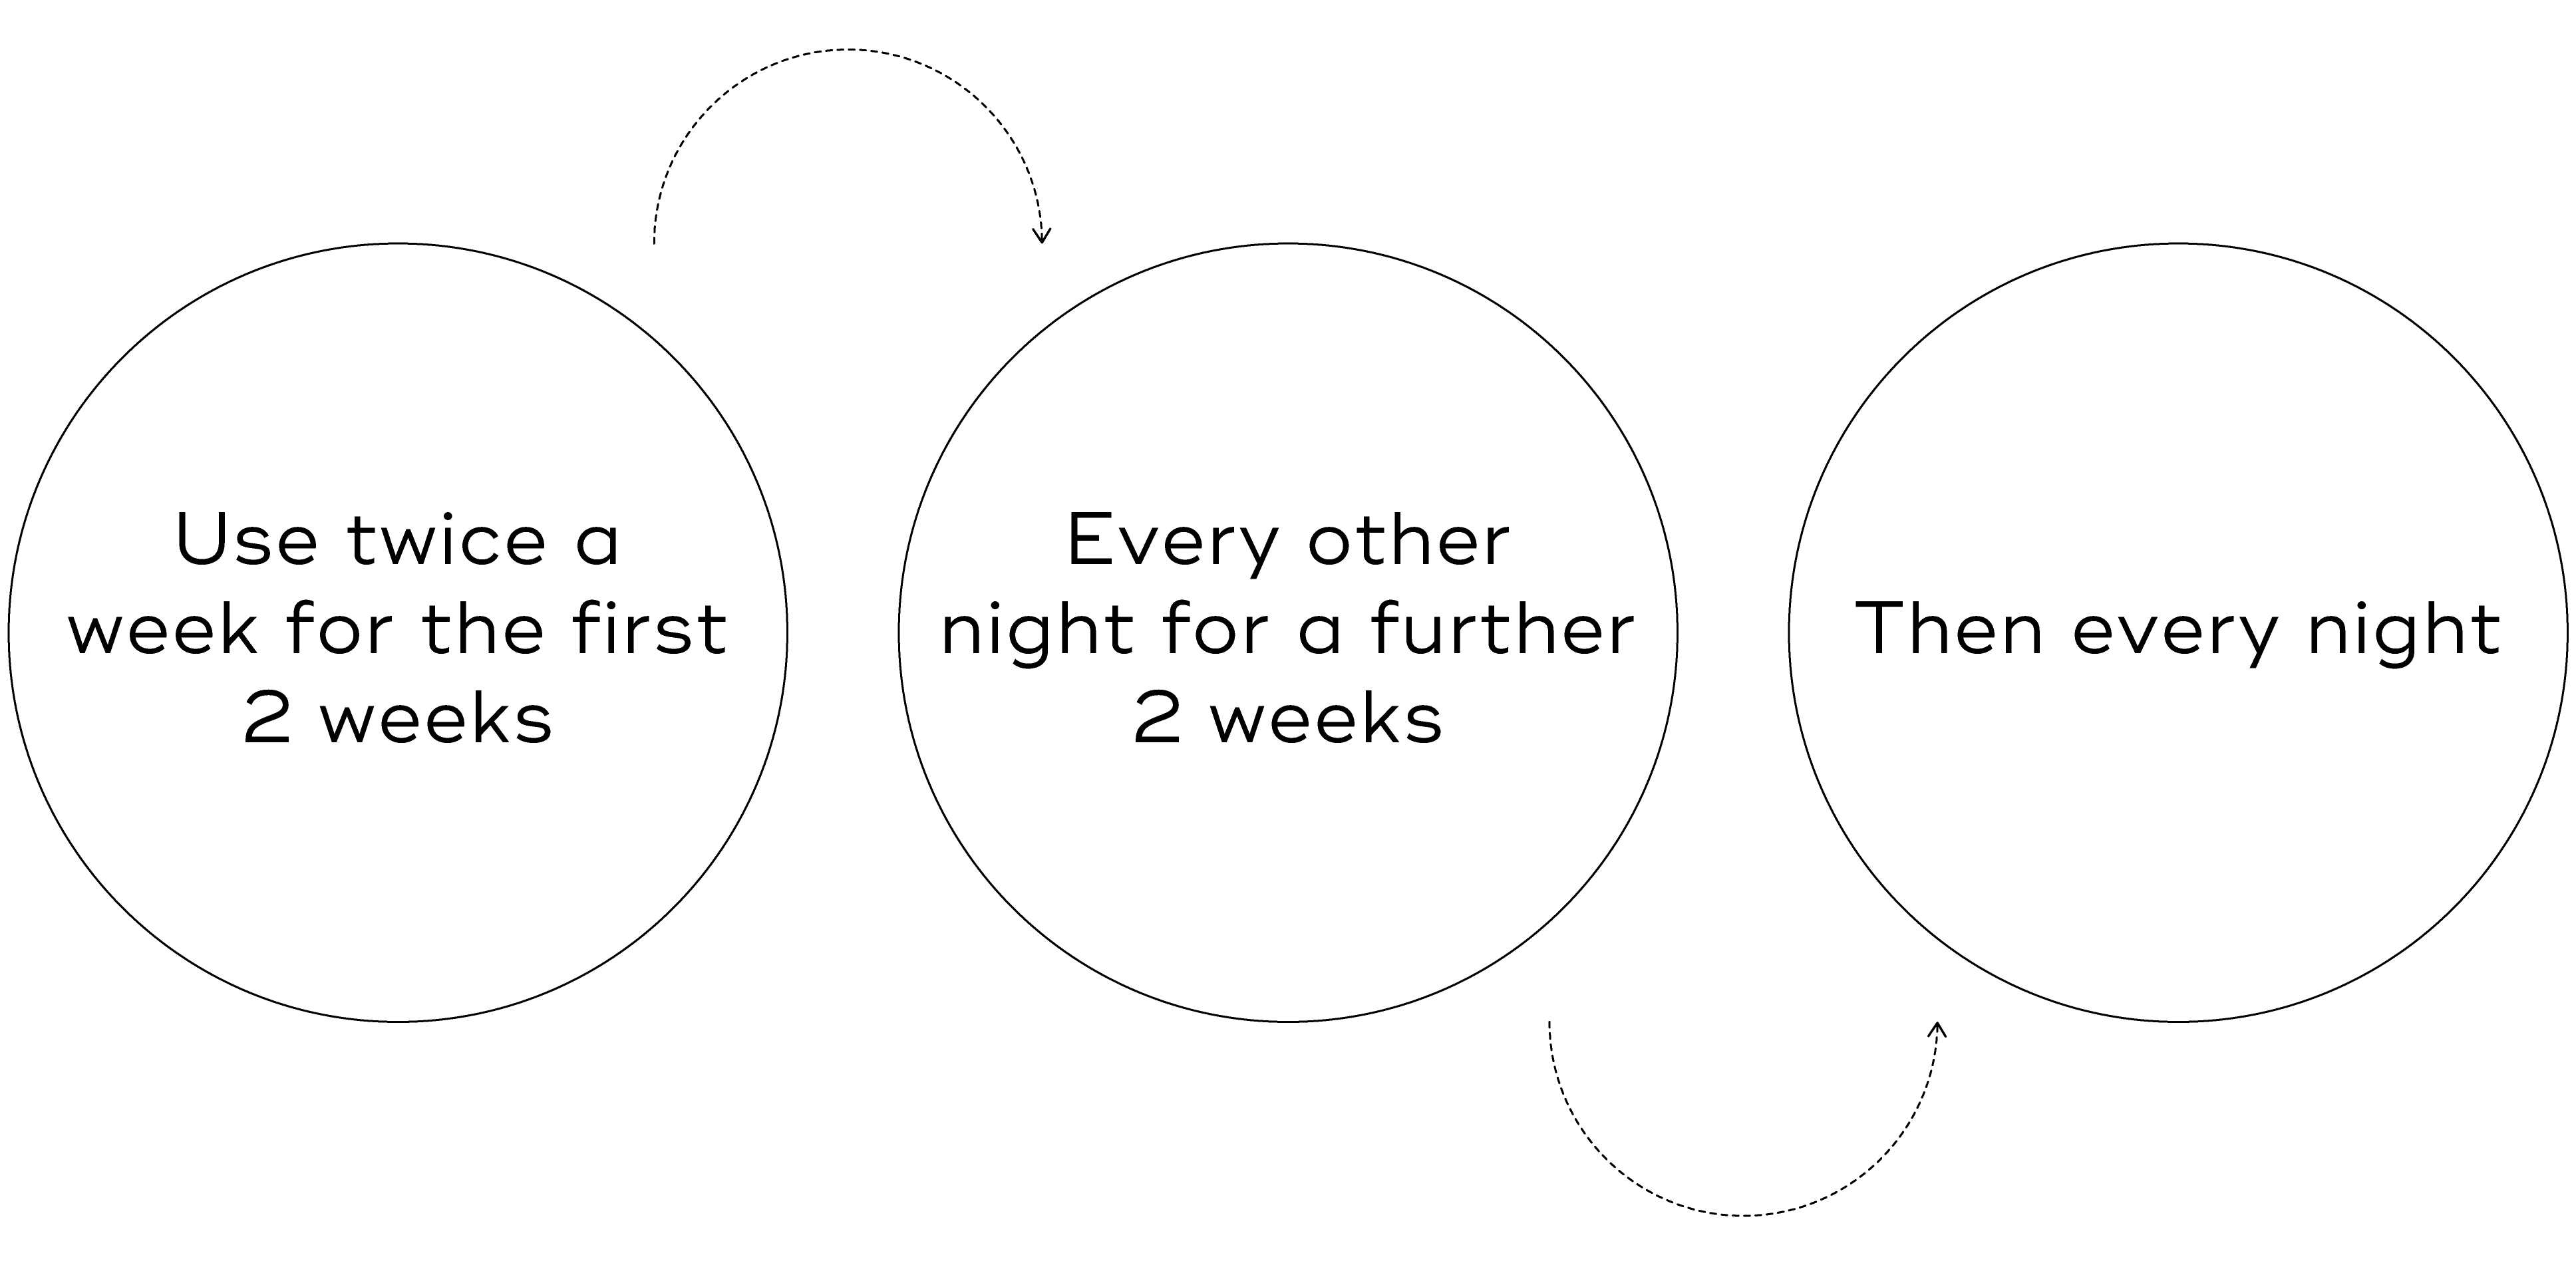 Use twice a
week for the first
2 weeks
Every other
night for a further
2 weeks
Then every night